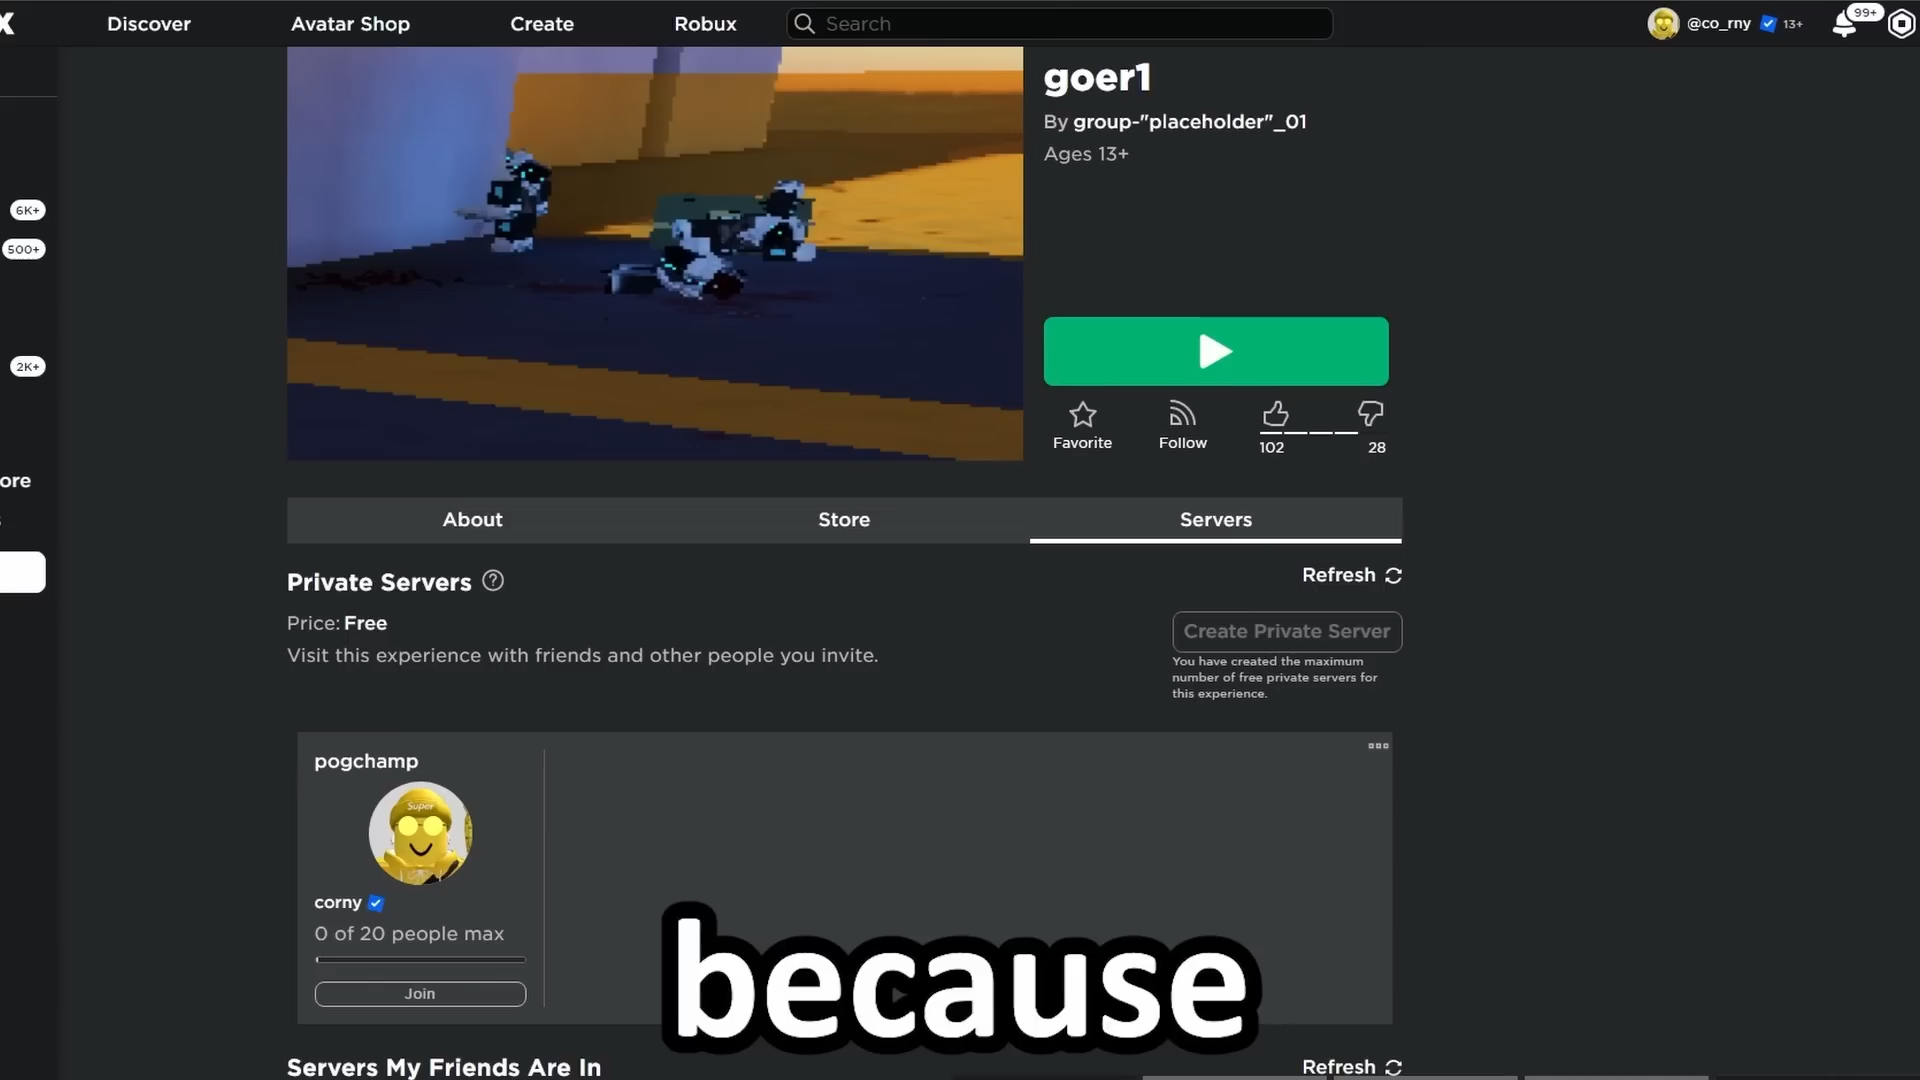 X Discover Avatar Shop Create Robux Search @co_rny 13+ 99+
goer1
By group-"placeholder"_01
Ages 13+
6K+
500+
2K+
Favorite Follow 102 28
ore
About Store Servers
Private Servers ? Refresh
Price: Free
Visit this experience with friends and other people you invite.
Create Private Server
You have created the maximum
number of free private servers for
this experience.
pogchamp
Super
corny
0 of 20 people max
Join
because
Servers My Friends Are In Refresh